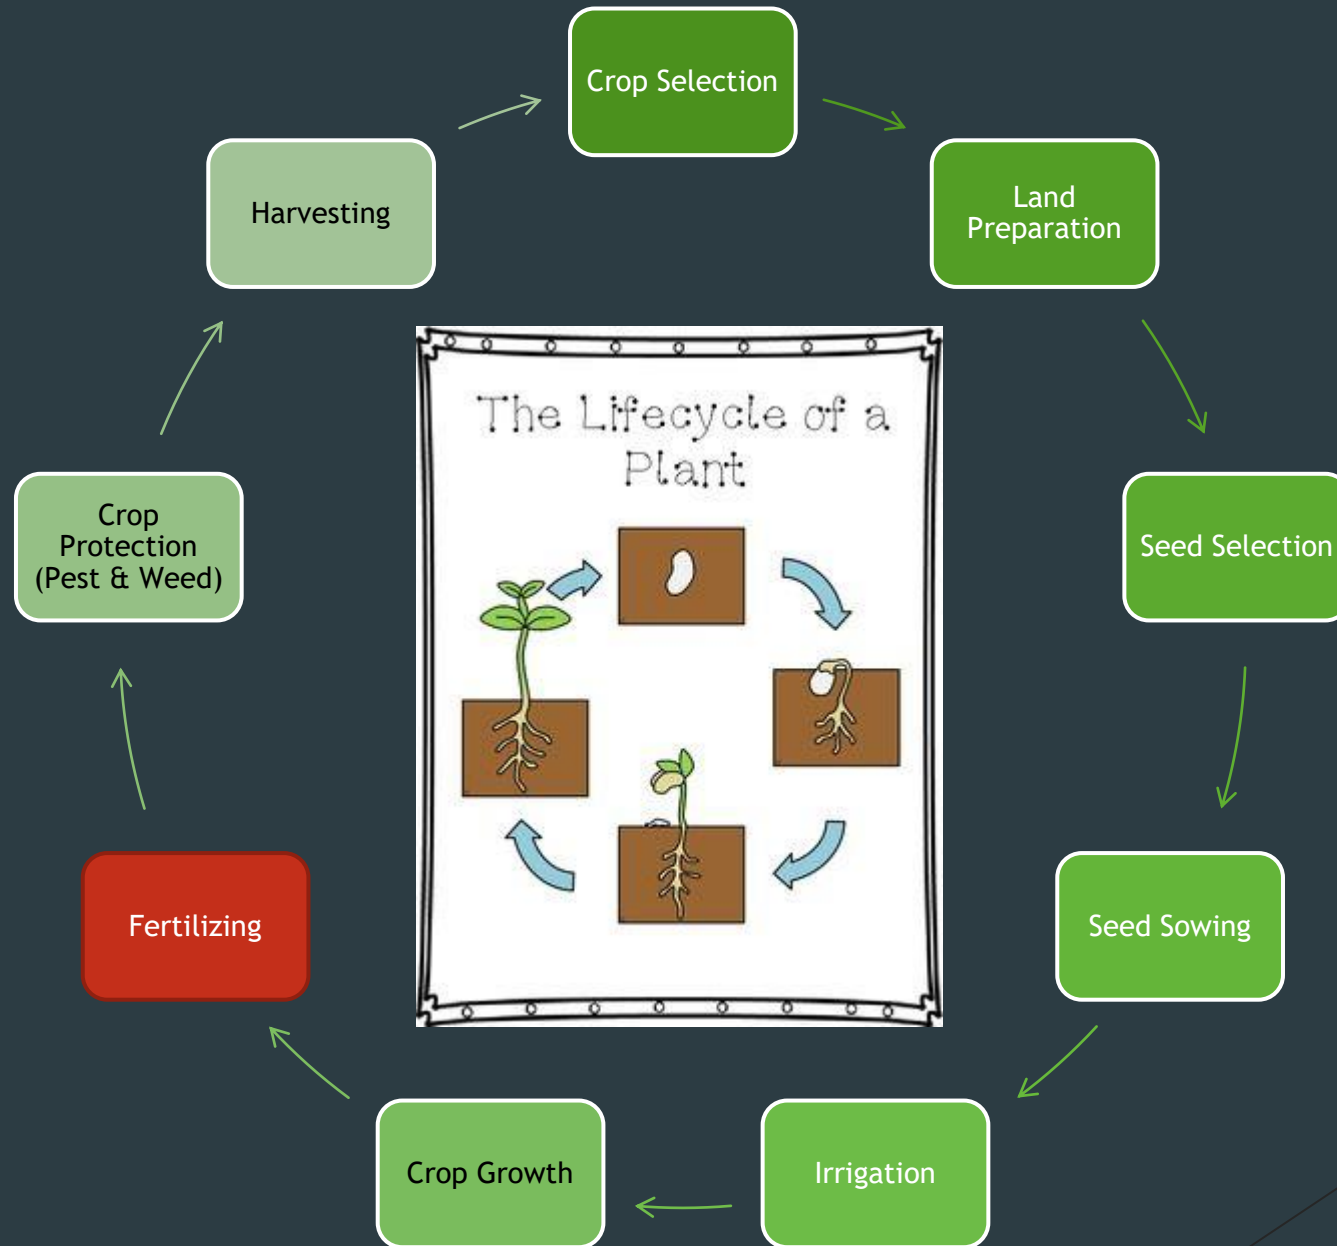 Crop Selection
Land
Preparation
Seed Selection
Seed Sowing
Irrigation
Crop Growth
Fertilizing
Crop
Protection
(Pest & Weed)
Harvesting
The Lifecycle of a
Plant